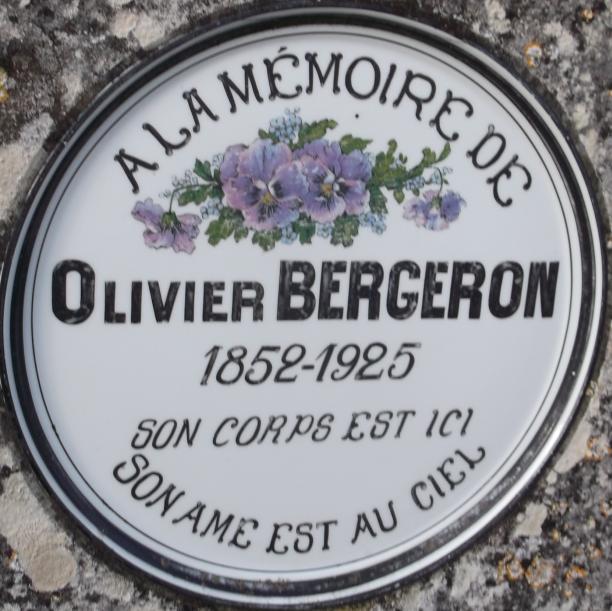 A LA MÉMOIRE DE
OLIVIER BERGERON
1852-1925
SON CORPS EST ICI
SON AME EST AU CIEL